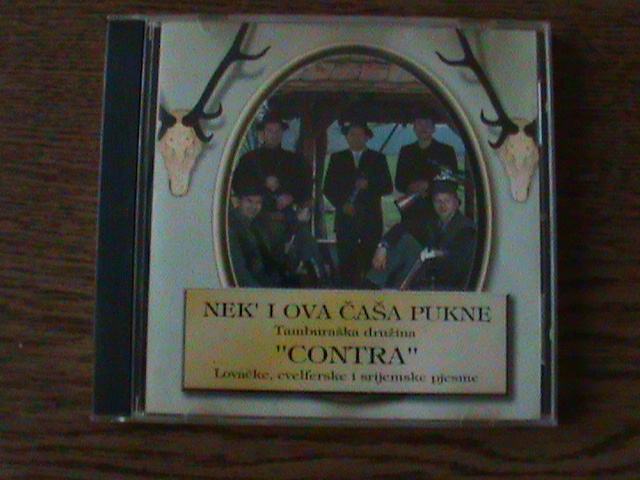 NEK' I OVA ČAŠA PUKNE
Tamburaška družina
"CONTRA"
Lovačke, cvelferske i srijemske pjesme